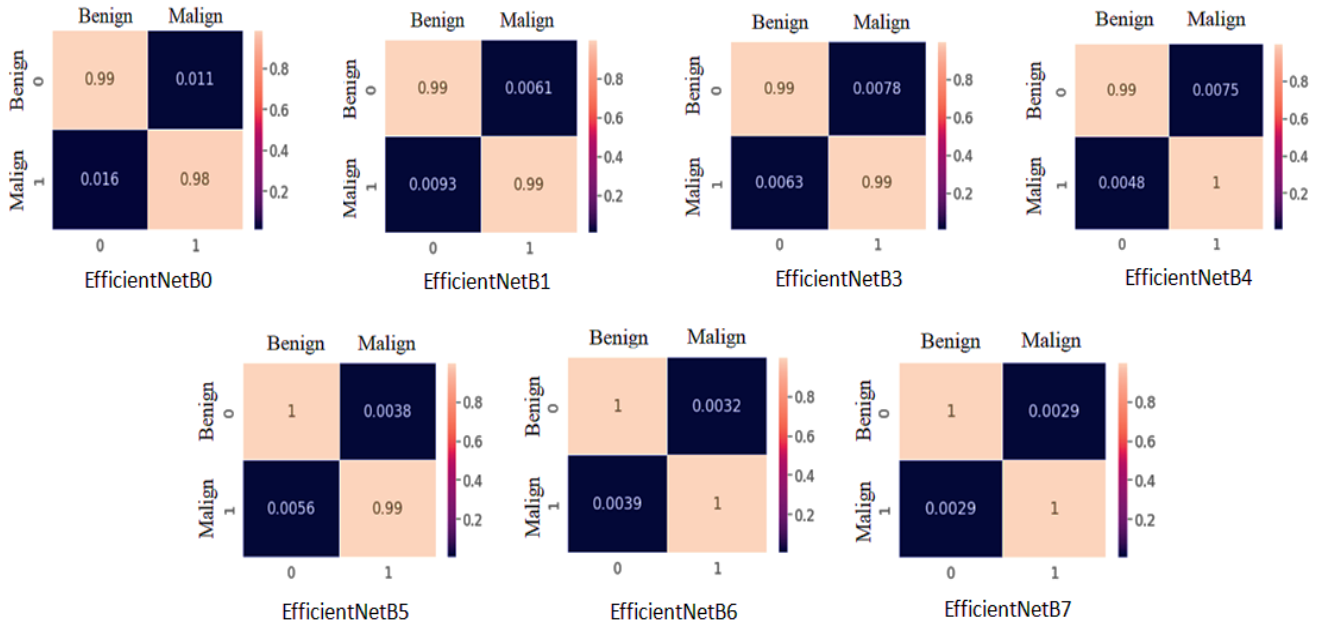 Benign Malign
Benign 0 0.99 0.011
Malign 1 0.016 0.98
0 1
0.8
0.6
0.4
0.2
EfficientNetB0
Benign Malign
Benign 0 0.99 0.0061
Malign 1 0.0093 0.99
0 1
0.8
0.6
0.4
0.2
EfficientNetB1
Benign Malign
Benign 0 0.99 0.0078
Malign 1 0.0063 0.99
0 1
0.8
0.6
0.4
0.2
EfficientNetB3
Benign Malign
Benign 0 0.99 0.0075
Malign 1 0.0048 1
0 1
0.8
0.6
0.4
0.2
EfficientNetB4
Benign Malign
Benign 0 1 0.0038
Malign 1 0.0056 0.99
0 1
0.8
0.6
0.4
0.2
EfficientNetB5
Benign Malign
Benign 0 1 0.0032
Malign 1 0.0039 1
0 1
0.8
0.6
0.4
0.2
EfficientNetB6
Benign Malign
Benign 0 1 0.0029
Malign 1 0.0029 1
0 1
0.8
0.6
0.4
0.2
EfficientNetB7